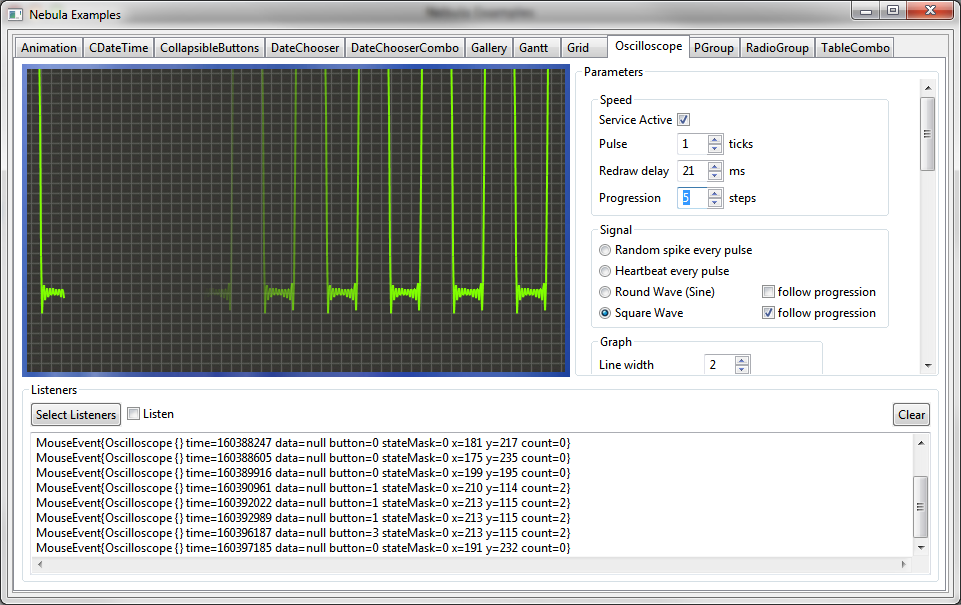 Nebula Examples
Animation CDateTime CollapsibleButtons DateChooser DateChooserCombo Gallery Gantt Grid Oscilloscope PGroup RadioGroup TableCombo
Parameters
Speed
Service Active
Pulse 1 ticks
Redraw delay 21 ms
Progression 5 steps
Signal
Random spike every pulse
Heartbeat every pulse
Round Wave (Sine) follow progression
Square Wave follow progression
Graph
Line width 2
Listeners
Select Listeners Listen Clear
MouseEvent{Oscilloscope {} time=160388247 data=null button=0 stateMask=0 x=181 y=217 count=0}
MouseEvent{Oscilloscope {} time=160388605 data=null button=0 stateMask=0 x=175 y=235 count=0}
MouseEvent{Oscilloscope {} time=160389916 data=null button=0 stateMask=0 x=199 y=195 count=0}
MouseEvent{Oscilloscope {} time=160390961 data=null button=1 stateMask=0 x=210 y=114 count=2}
MouseEvent{Oscilloscope {} time=160392022 data=null button=1 stateMask=0 x=213 y=115 count=2}
MouseEvent{Oscilloscope {} time=160392989 data=null button=1 stateMask=0 x=213 y=115 count=2}
MouseEvent{Oscilloscope {} time=160396187 data=null button=3 stateMask=0 x=213 y=115 count=2}
MouseEvent{Oscilloscope {} time=160397185 data=null button=0 stateMask=0 x=191 y=232 count=0}